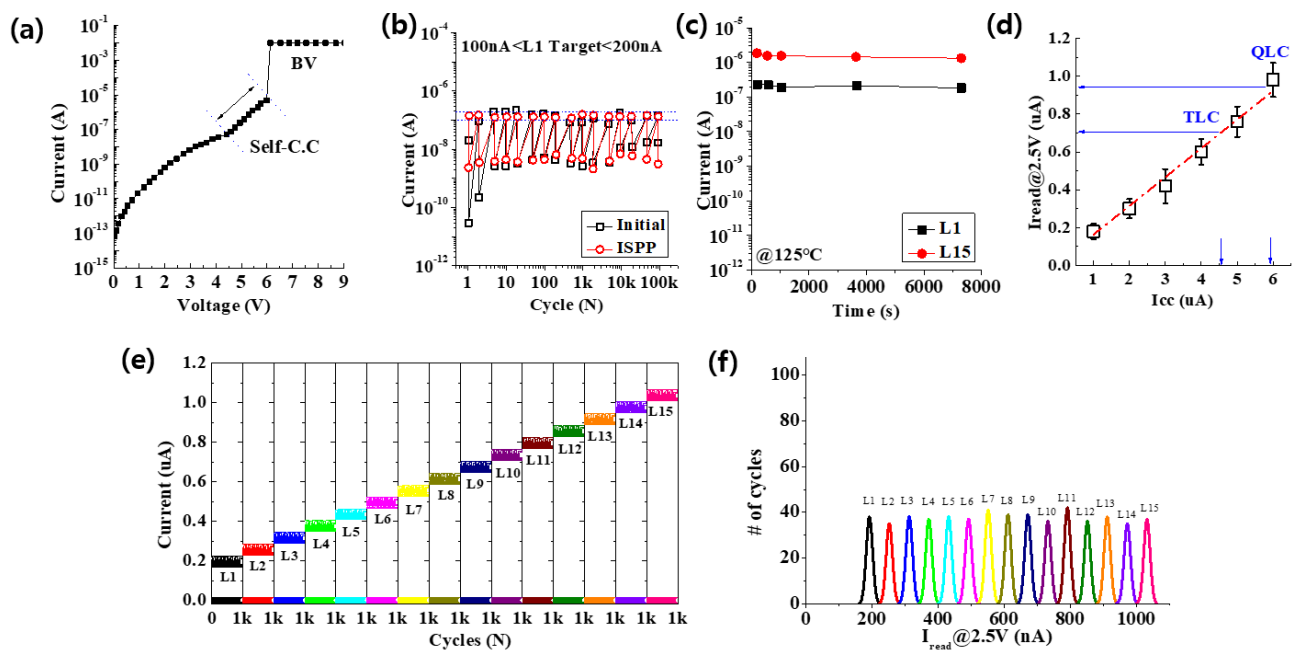 (a)
10⁻¹
10⁻³
10⁻⁵
10⁻⁷
10⁻⁹
10⁻¹¹
10⁻¹³
10⁻¹⁵
Current (A)
BV
Self-C.C
0 1 2 3 4 5 6 7 8 9
Voltage (V)
(b)
10⁻⁴
10⁻⁶
10⁻⁸
10⁻¹⁰
10⁻¹²
Current (A)
100nA<L1 Target<200nA
Initial
ISPP
1 10 100 1k 10k 100k
Cycle (N)
(c)
10⁻⁵
10⁻⁶
10⁻⁷
10⁻⁸
10⁻⁹
10⁻¹⁰
10⁻¹¹
10⁻¹²
Current (A)
L1
L15
@125°C
0 2000 4000 6000 8000
Time (s)
(d)
1.2
1.0
0.8
0.6
0.4
0.2
0.0
Iread@2.5V (uA)
QLC
TLC
1 2 3 4 5 6
Icc (uA)
(e)
1.2
1.0
0.8
0.6
0.4
0.2
0.0
Current (uA)
L1
L2
L3
L4
L5
L6
L7
L8
L9
L10
L11
L12
L13
L14
L15
0 1k 1k 1k 1k 1k 1k 1k 1k 1k 1k 1k 1k 1k 1k 1k
Cycles (N)
(f)
100
80
60
40
20
0
# of cycles
L1 L2 L3 L4 L5 L6 L7 L8 L9 L10 L11 L12 L13 L14 L15
200 400 600 800 1000
I_read@2.5V (nA)